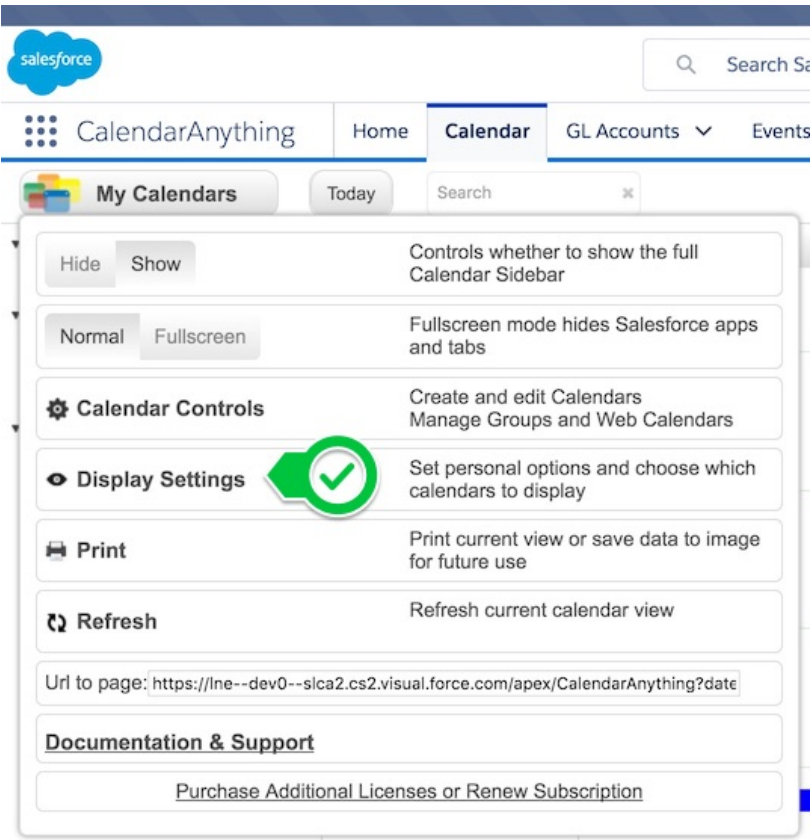 salesforce
Search Sa
CalendarAnything
Home
Calendar
GL Accounts
Events
My Calendars
Today
Search
Hide
Show
Controls whether to show the full
Calendar Sidebar
Normal
Fullscreen
Fullscreen mode hides Salesforce apps
and tabs
Calendar Controls
Create and edit Calendars
Manage Groups and Web Calendars
Display Settings
Set personal options and choose which
calendars to display
Print
Print current view or save data to image
for future use
Refresh
Refresh current calendar view
Url to page: https://lne--dev0--slca2.cs2.visual.force.com/apex/CalendarAnything?date
Documentation & Support
Purchase Additional Licenses or Renew Subscription